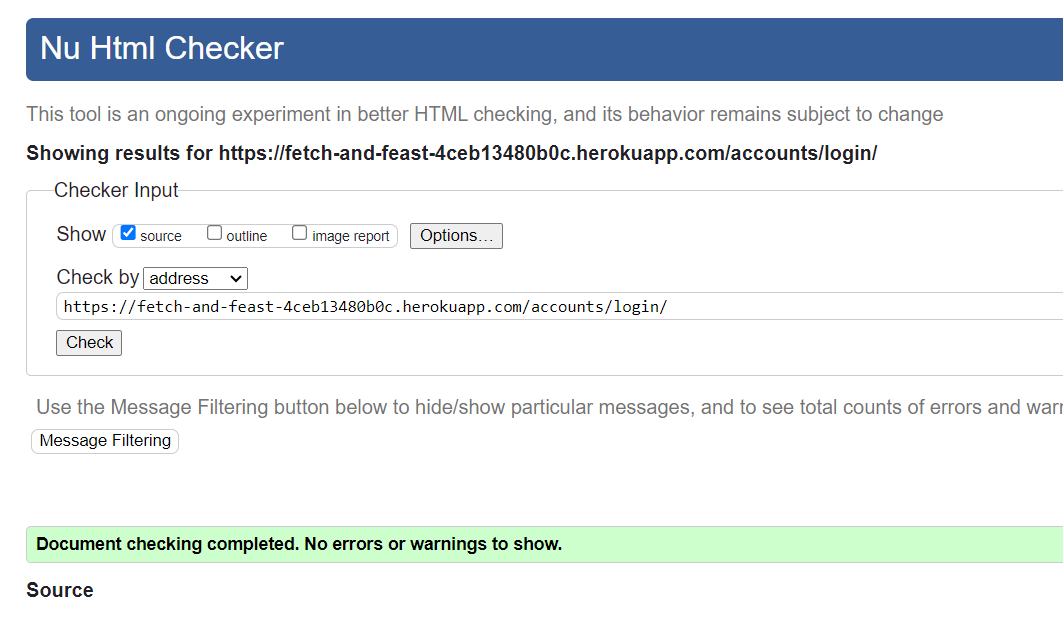 Nu Html Checker
This tool is an ongoing experiment in better HTML checking, and its behavior remains subject to change
Showing results for https://fetch-and-feast-4ceb13480b0c.herokuapp.com/accounts/login/
Checker Input
Show source outline image report Options...
Check by address
https://fetch-and-feast-4ceb13480b0c.herokuapp.com/accounts/login/
Check
Use the Message Filtering button below to hide/show particular messages, and to see total counts of errors and
Message Filtering
Document checking completed. No errors or warnings to show.
Source